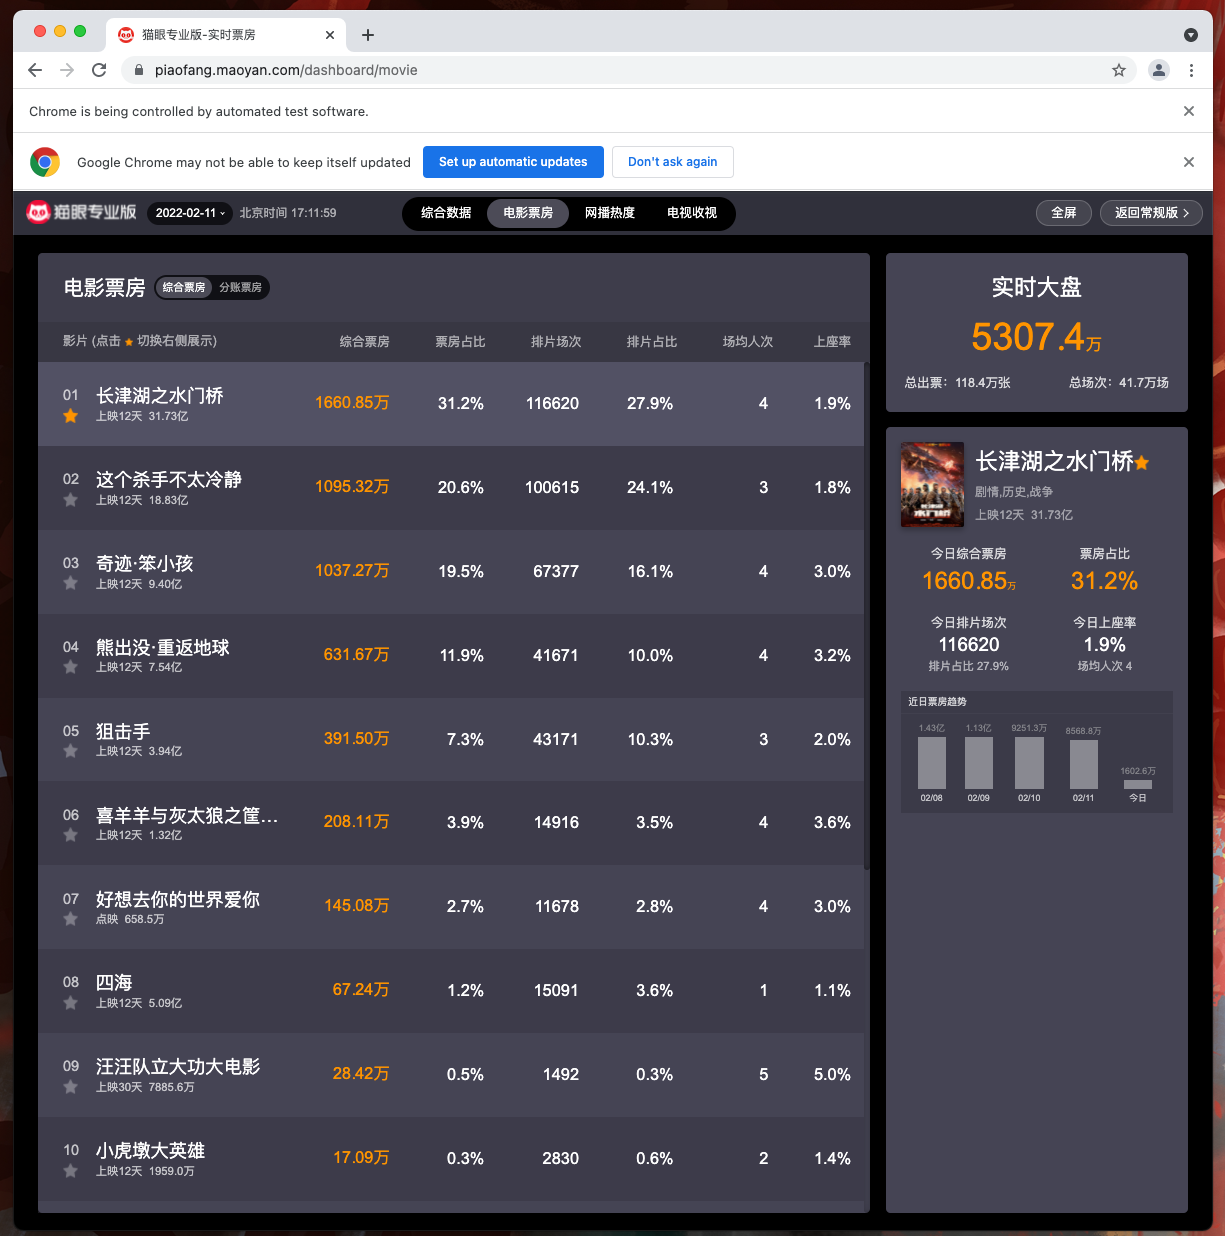 猫眼专业版-实时票房
piaofang.maoyan.com/dashboard/movie
Chrome is being controlled by automated test software.
Google Chrome may not be able to keep itself updated
Set up automatic updates
Don't ask again
猫眼专业版
2022-02-11
北京时间 17:11:59
综合数据
电影票房
网播热度
电视收视
全屏
返回常规版
电影票房
综合票房
分账票房
影片 (点击 ★ 切换右侧展示) 综合票房 票房占比 排片场次 排片占比 场均人次 上座率
01 长津湖之水门桥 1660.85万 31.2% 116620 27.9% 4 1.9%
上映12天 31.73亿
02 这个杀手不太冷静 1095.32万 20.6% 100615 24.1% 3 1.8%
上映12天 18.83亿
03 奇迹·笨小孩 1037.27万 19.5% 67377 16.1% 4 3.0%
上映12天 9.40亿
04 熊出没·重返地球 631.67万 11.9% 41671 10.0% 4 3.2%
上映12天 7.54亿
05 狙击手 391.50万 7.3% 43171 10.3% 3 2.0%
上映12天 3.94亿
06 喜羊羊与灰太狼之筐... 208.11万 3.9% 14916 3.5% 4 3.6%
上映12天 1.32亿
07 好想去你的世界爱你 145.08万 2.7% 11678 2.8% 4 3.0%
点映 658.5万
08 四海 67.24万 1.2% 15091 3.6% 1 1.1%
上映12天 5.09亿
09 汪汪队立大功大电影 28.42万 0.5% 1492 0.3% 5 5.0%
上映30天 7885.6万
10 小虎墩大英雄 17.09万 0.3% 2830 0.6% 2 1.4%
上映12天 1959.0万
实时大盘
5307.4万
总出票：118.4万张 总场次：41.7万场
长津湖之水门桥
剧情,历史,战争
上映12天 31.73亿
今日综合票房 票房占比
1660.85万 31.2%
今日排片场次 今日上座率
116620 1.9%
排片占比 27.9% 场均人次 4
近日票房趋势
1.43亿 1.13亿 9251.3万 8568.8万 1602.6万
02/08 02/09 02/10 02/11 今日